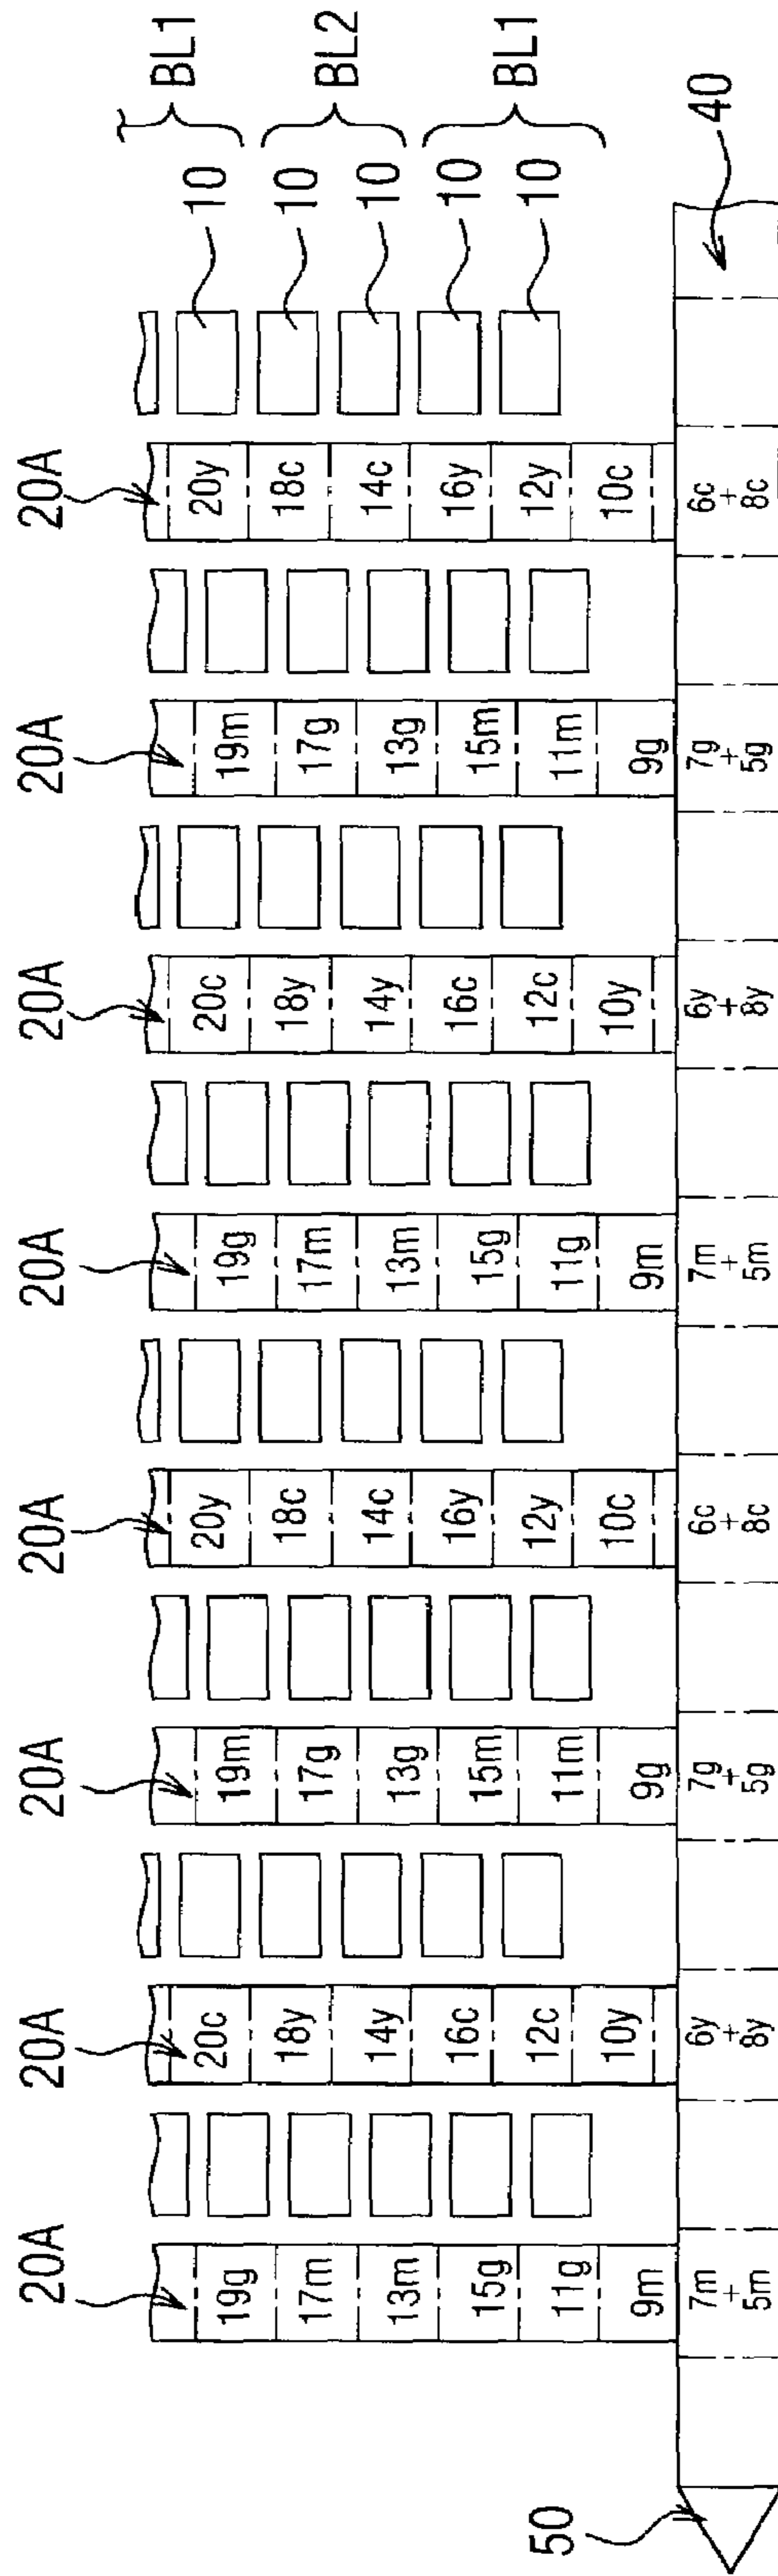 20A 20A 20A 20A 20A 20A 20A 20A
19g 20c 19m 20y 19g 20c 19m 20y 10 BL1
17m 18y 17g 18c 17m 18y 17g 18c 10
BL2
13m 14y 13g 14c 13m 14y 13g 14c 10
15g 16c 15m 16y 15g 16c 15m 16y 10
BL1
11g 12c 11m 12y 11g 12c 11m 12y 10
9m 10y 9g 10c 9m 10y 9g 10c
50
40
7m 6y 7g 6c 7m 6y 7g 6c
+ + + + + + + +
5m 8y 5g 8c 5m 8y 5g 8c